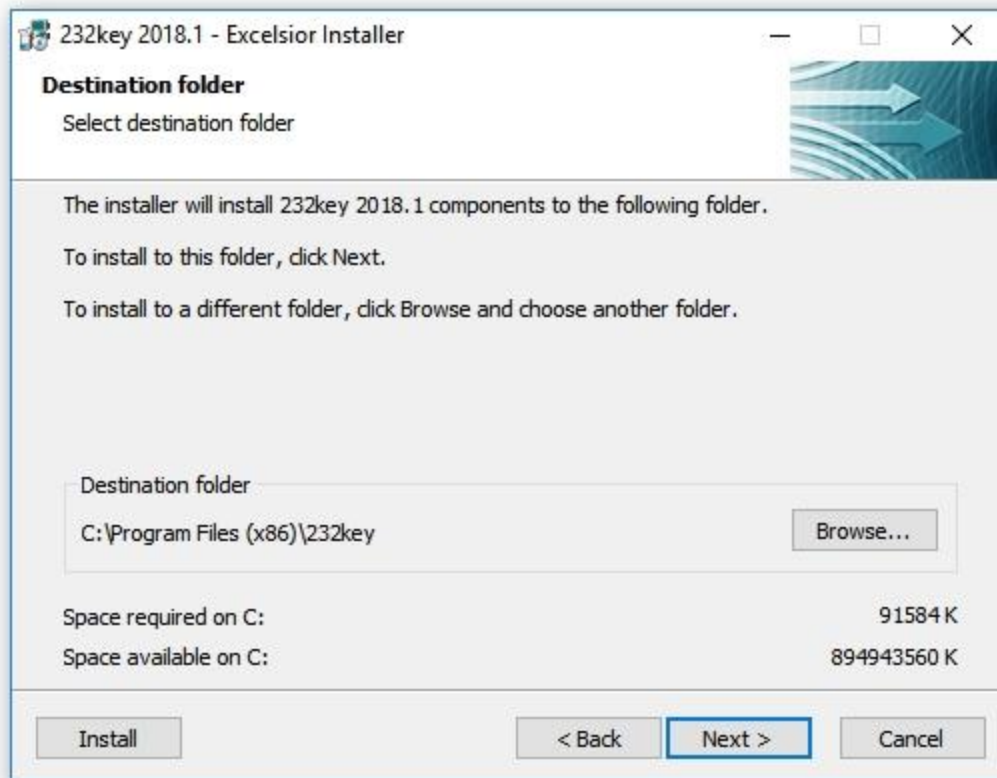 232key 2018.1 - Excelsior Installer
Destination folder
Select destination folder
The installer will install 232key 2018.1 components to the following folder.
To install to this folder, click Next.
To install to a different folder, click Browse and choose another folder.
Destination folder
C:\Program Files (x86)\232key
Browse...
Space required on C: 91584 K
Space available on C: 894943560 K
Install < Back Next > Cancel